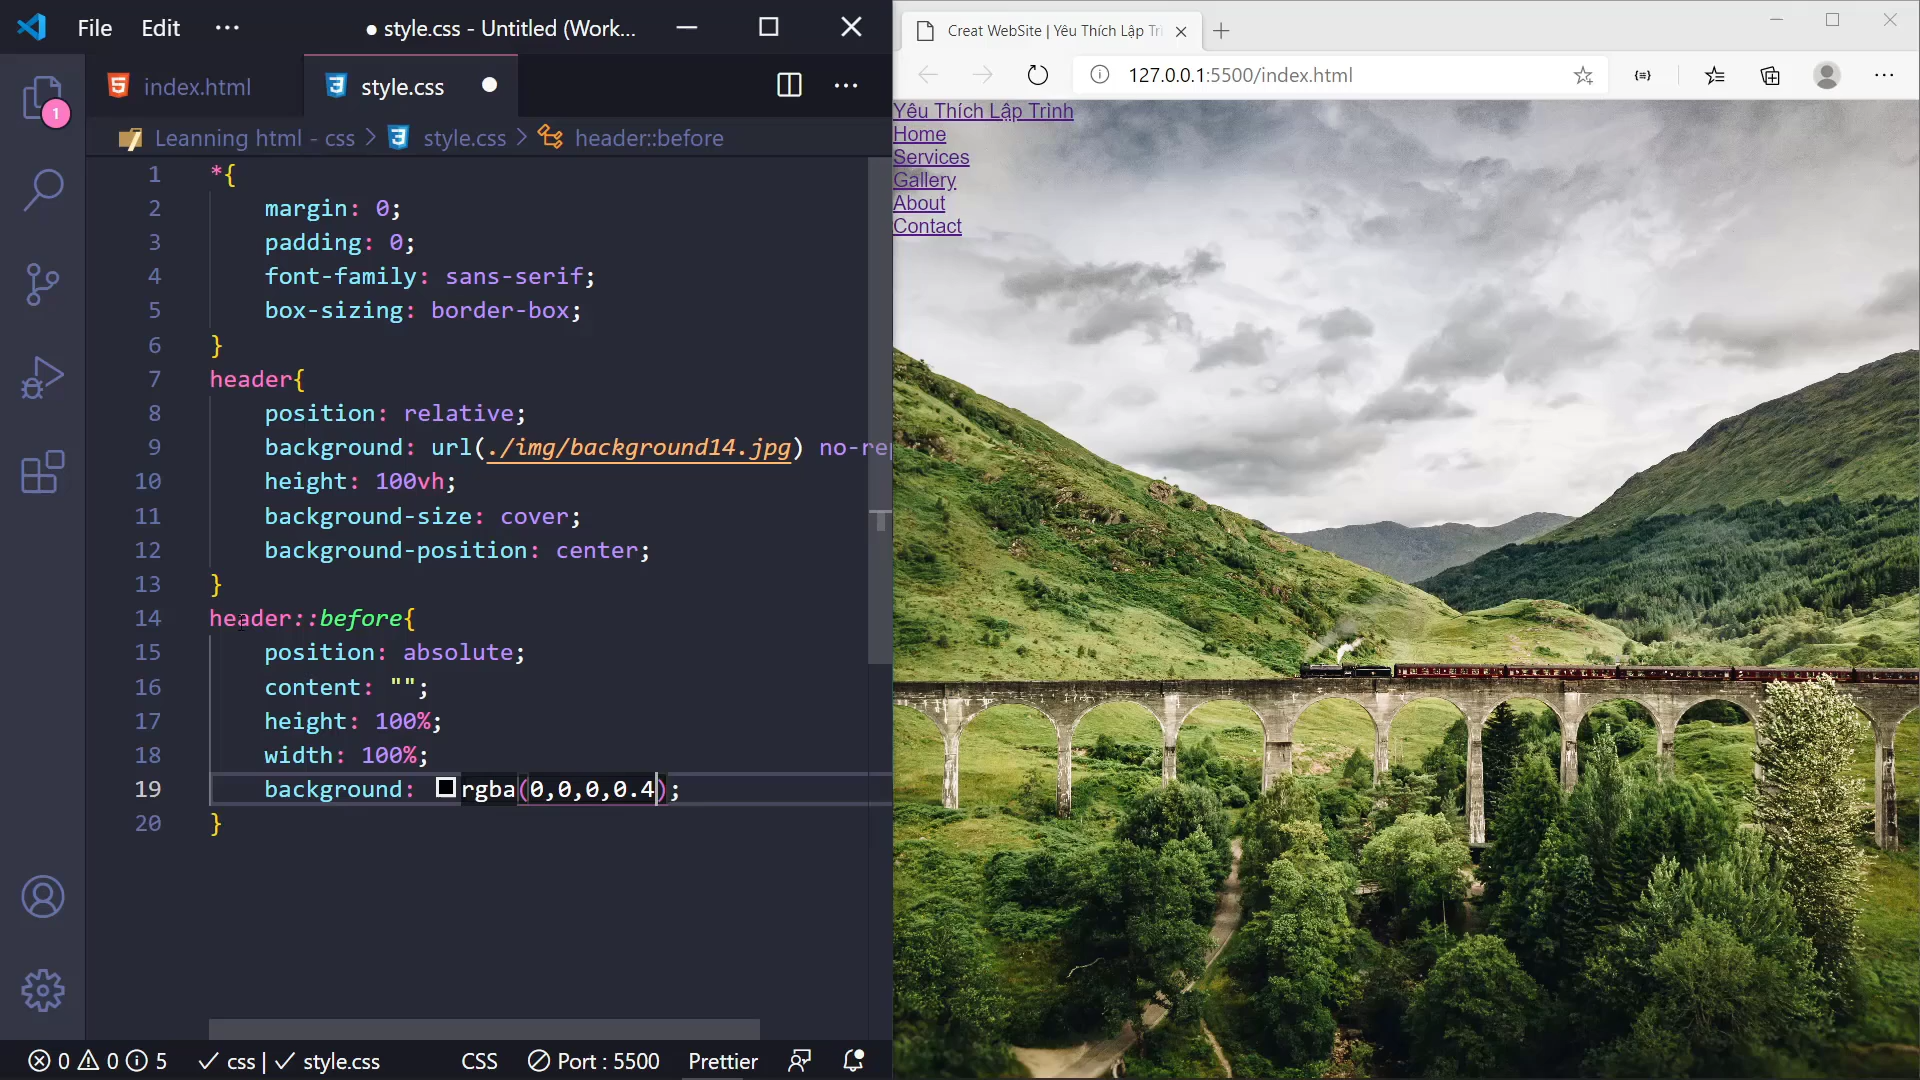 File Edit ··· ● style.css - Untitled (Work...
index.html style.css ●
Leanning html - css > style.css > header::before
1
1 *{
2 margin: 0;
3 padding: 0;
4 font-family: sans-serif;
5 box-sizing: border-box;
6 }
7 header{
8 position: relative;
9 background: url(./img/background14.jpg) no-rep
10 height: 100vh;
11 background-size: cover;
12 background-position: center;
13 }
14 header::before{
15 position: absolute;
16 content: "";
17 height: 100%;
18 width: 100%;
19 background: rgba(0,0,0,0.4);
20 }
0 0 5 css | style.css CSS Port : 5500 Prettier
Creat WebSite | Yêu Thích Lập Trì
127.0.0.1:5500/index.html
Yêu Thích Lập Trình
Home
Services
Gallery
About
Contact